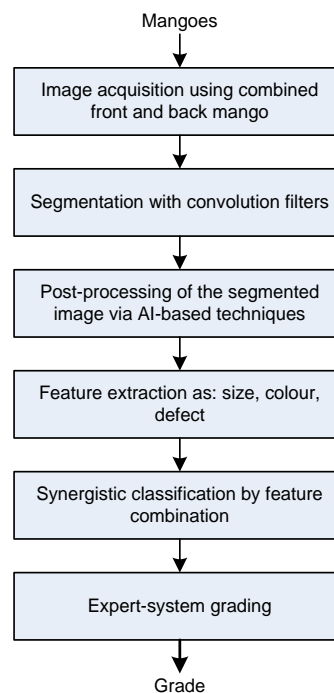 Mangoes
Image acquisition using combined
front and back mango
Segmentation with convolution filters
Post-processing of the segmented
image via AI-based techniques
Feature extraction as: size, colour,
defect
Synergistic classification by feature
combination
Expert-system grading
Grade